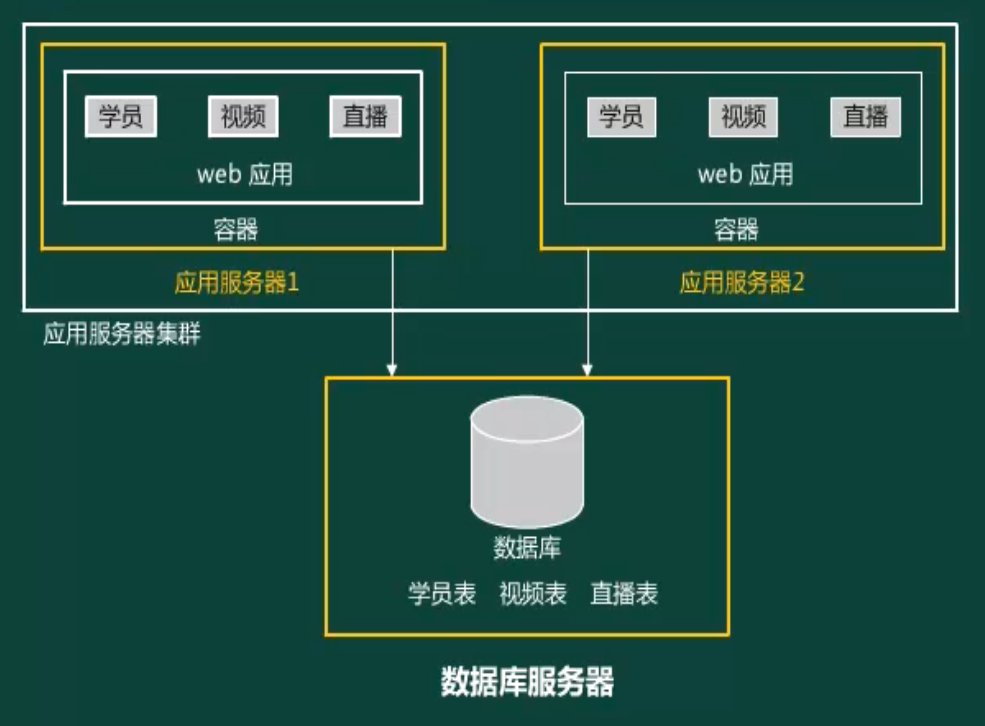 学员 视频 直播 学员 视频 直播
web 应用 web 应用
容器 容器
应用服务器1 应用服务器2
应用服务器集群
数据库
学员表 视频表 直播表
数据库服务器